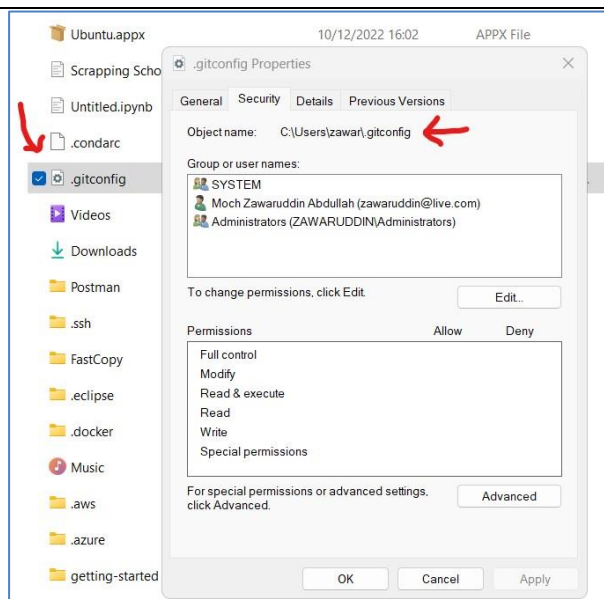 Ubuntu.appx 10/12/2022 16:02 APPX File
Scrapping Scho
Untitled.ipynb
.condarc
.gitconfig
Videos
Downloads
Postman
.ssh
FastCopy
.eclipse
.docker
Music
.aws
.azure
getting-started
.gitconfig Properties
General Security Details Previous Versions
Object name: C:\Users\zawar\.gitconfig
Group or user names:
SYSTEM
Moch Zawaruddin Abdullah (zawaruddin@live.com)
Administrators (ZAWARUDDIN\Administrators)
To change permissions, click Edit.
Edit...
Permissions Allow Deny
Full control
Modify
Read & execute
Read
Write
Special permissions
For special permissions or advanced settings,
click Advanced.
Advanced
OK Cancel Apply